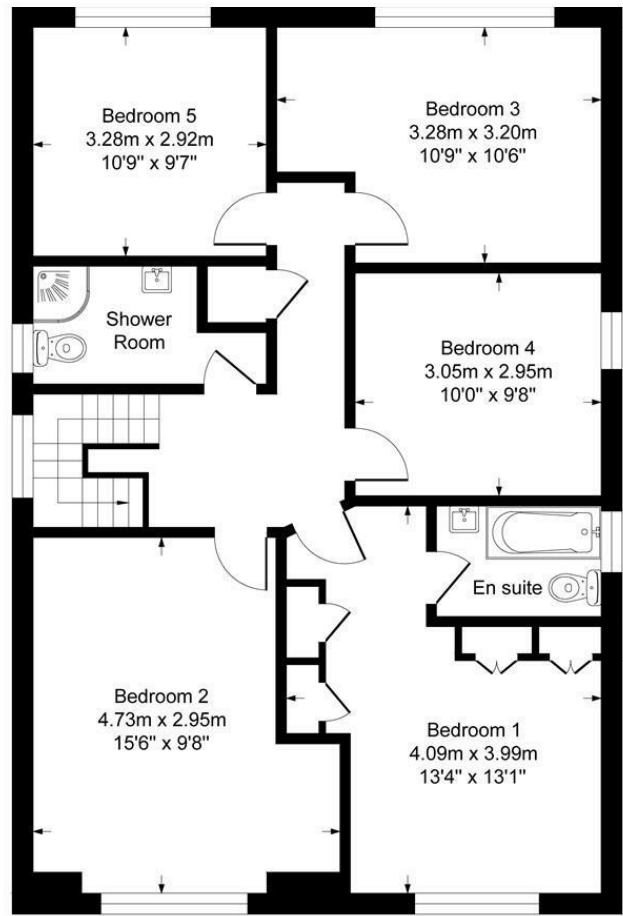 Bedroom 5
3.28m x 2.92m
10'9" x 9'7"
Bedroom 3
3.28m x 3.20m
10'9" x 10'6"
Shower
Room
Bedroom 4
3.05m x 2.95m
10'0" x 9'8"
En suite
Bedroom 2
4.73m x 2.95m
15'6" x 9'8"
Bedroom 1
4.09m x 3.99m
13'4" x 13'1"